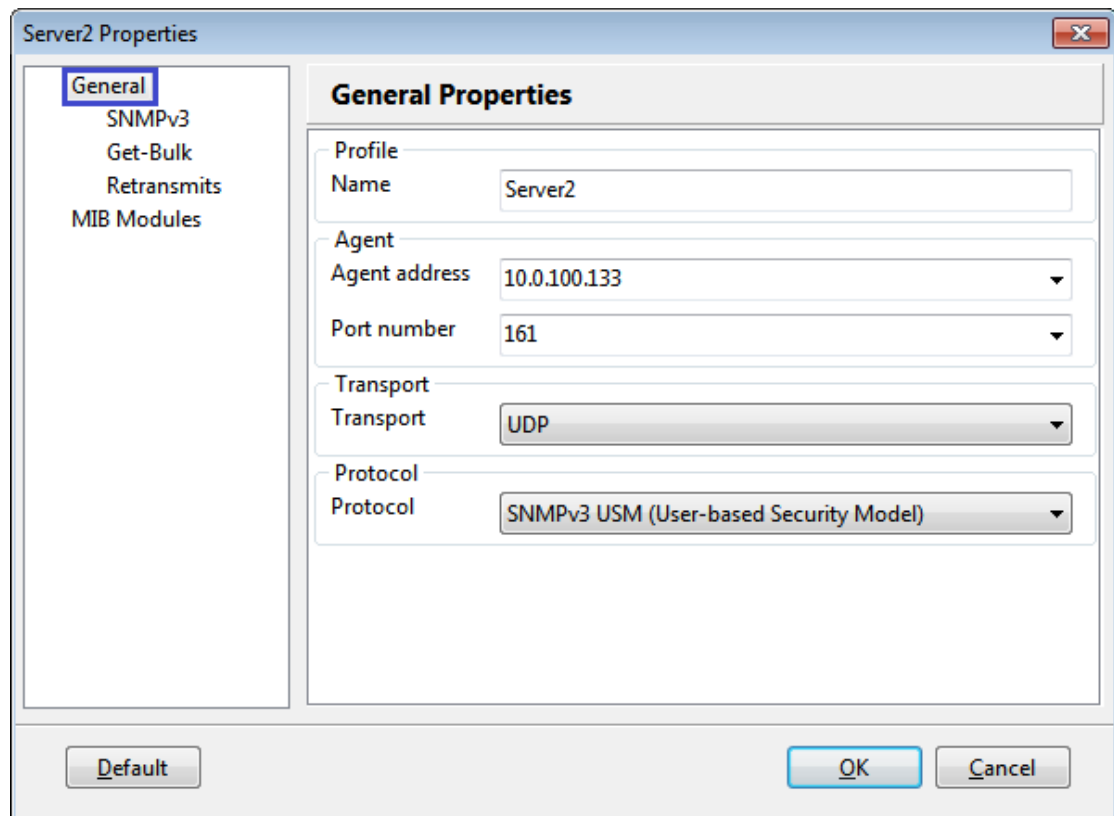 Server2 Properties
General
SNMPv3
Get-Bulk
Retransmits
MIB Modules
General Properties
Profile
Name
Server2
Agent
Agent address
10.0.100.133
Port number
161
Transport
Transport
UDP
Protocol
Protocol
SNMPv3 USM (User-based Security Model)
Default
OK
Cancel